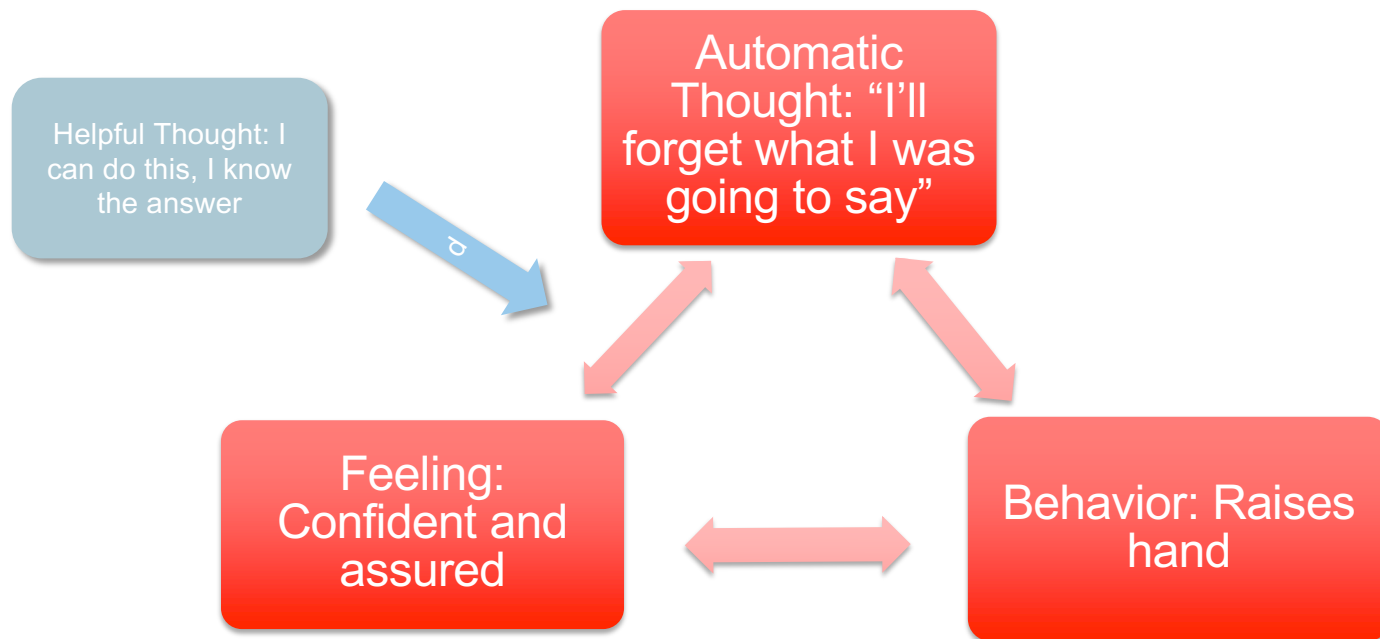 Automatic
Thought: “I’ll
forget what I was
going to say”
Helpful Thought: I
can do this, I know
the answer
d
Feeling:
Confident and
assured
Behavior: Raises
hand